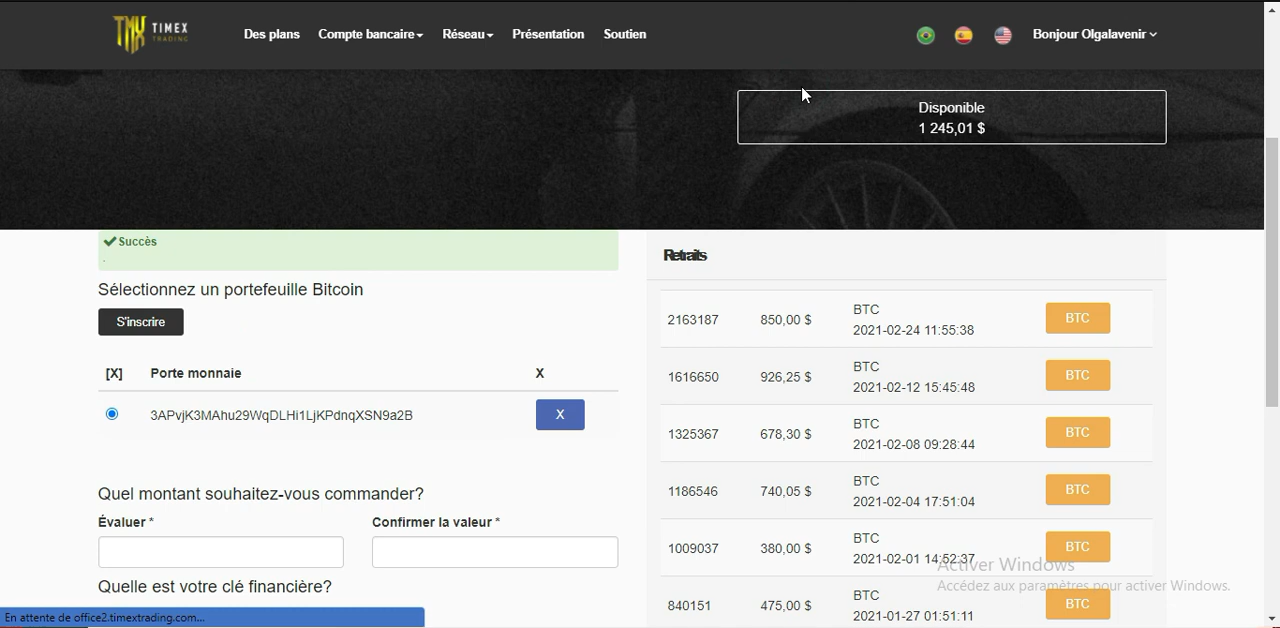 TMX TIMEX TRADING Des plans Compte bancaire Réseau Présentation Soutien Bonjour Olgalavenir
Disponible
1 245,01 $
Succès
.
Sélectionnez un portefeuille Bitcoin
S'inscrire
[X] Porte monnaie X
3APvjK3MAhu29WqDLHi1LjKPdnqXSN9a2B X
Quel montant souhaitez-vous commander?
Évaluer * Confirmer la valeur *
Quelle est votre clé financière?
En attente de office2.timextrading.com...
Retraits
2163187 850,00 $ BTC 2021-02-24 11:55:38 BTC
1616650 926,25 $ BTC 2021-02-12 15:45:48 BTC
1325367 678,30 $ BTC 2021-02-08 09:28:44 BTC
1186546 740,05 $ BTC 2021-02-04 17:51:04 BTC
1009037 380,00 $ BTC 2021-02-01 14:52:37 BTC
840151 475,00 $ BTC 2021-01-27 01:51:11 BTC
Activer Windows
Accédez aux paramètres pour activer Windows.